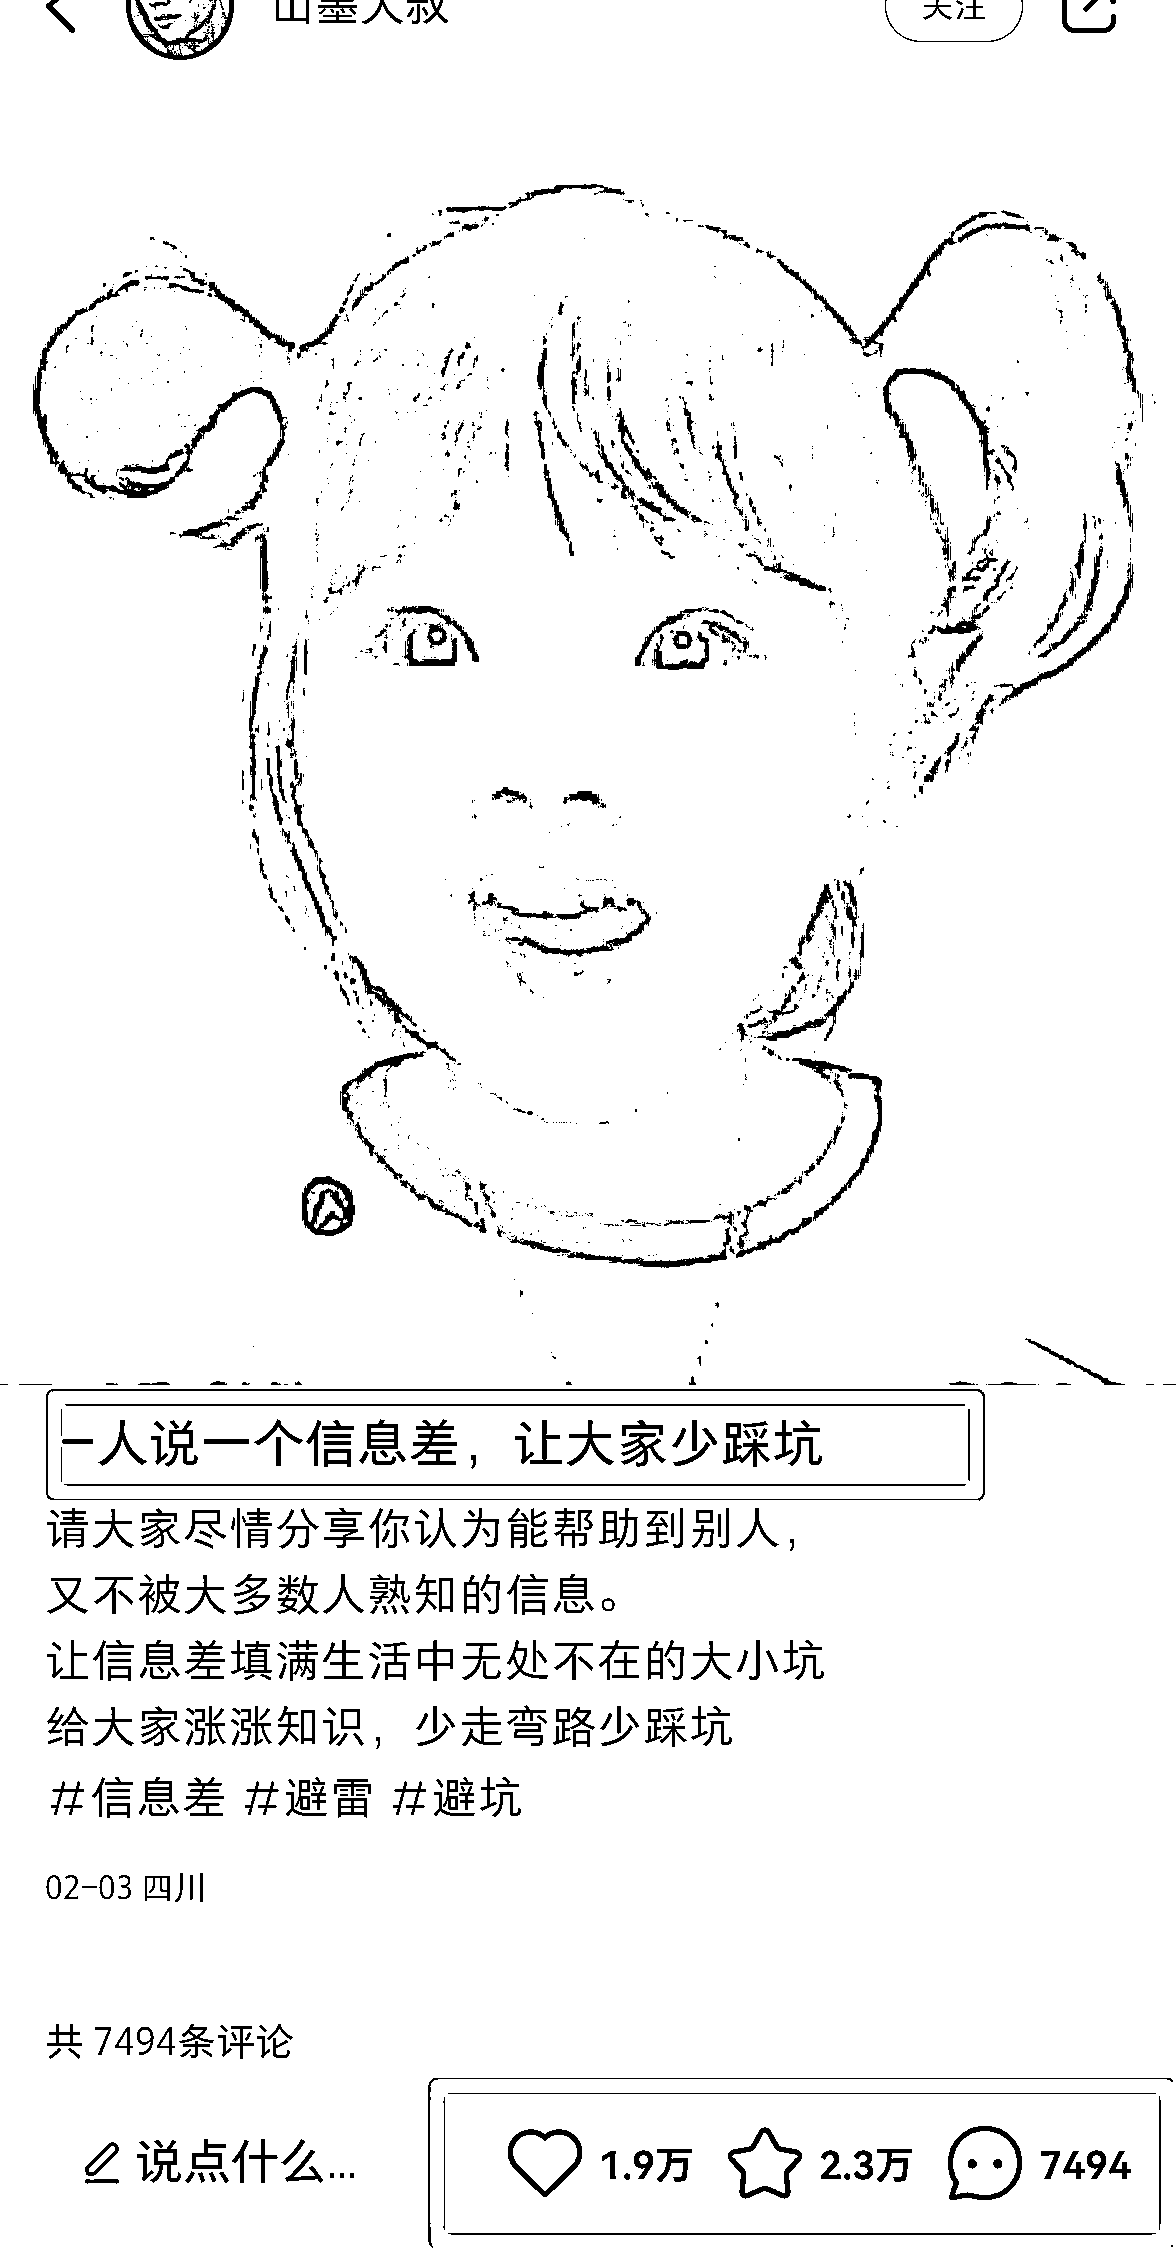 山墨大叔
关注
一人说一个信息差，让大家少踩坑
请大家尽情分享你认为能帮助到别人，
又不被大多数人熟知的信息。
让信息差填满生活中无处不在的大小坑
给大家涨涨知识，少走弯路少踩坑
#信息差 #避雷 #避坑
02-03 四川
共 7494条评论
说点什么... 1.9万 2.3万 7494